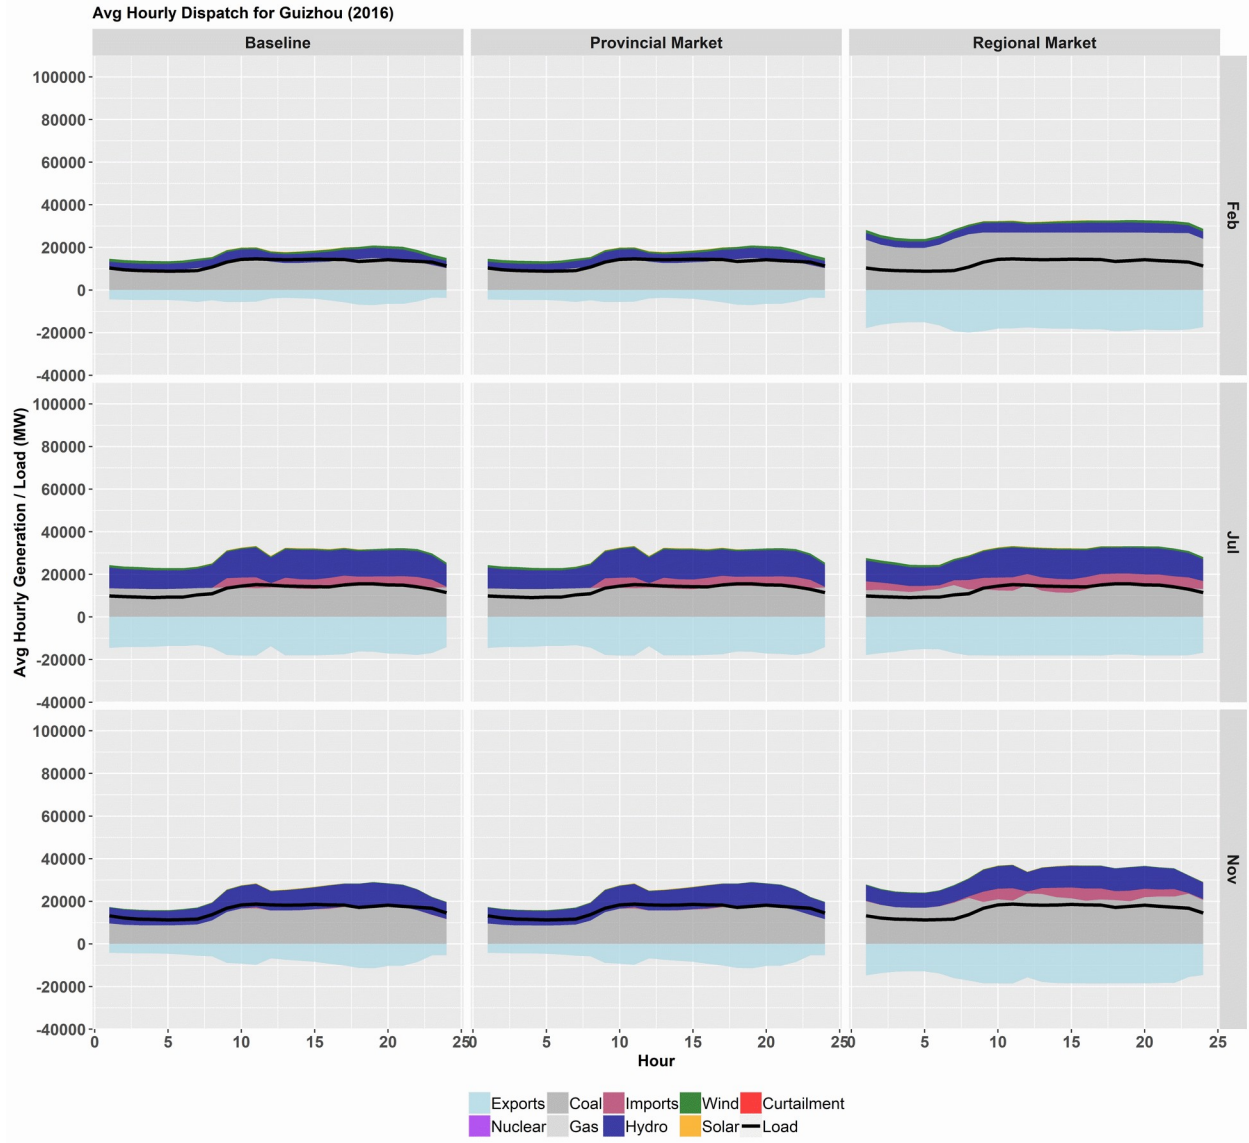 Avg Hourly Dispatch for Guizhou (2016)
Baseline Provincial Market Regional Market
100000
80000
60000
40000
20000
0
-20000
-40000
Feb
100000
80000
60000
40000
20000
0
-20000
-40000
Jul
100000
80000
60000
40000
20000
0
-20000
-40000
Nov
Avg Hourly Generation / Load (MW)
0 5 10 15 20 25 0 5 10 15 20 25 0 5 10 15 20 25
Hour
Exports Coal Imports Wind Curtailment
Nuclear Gas Hydro Solar Load